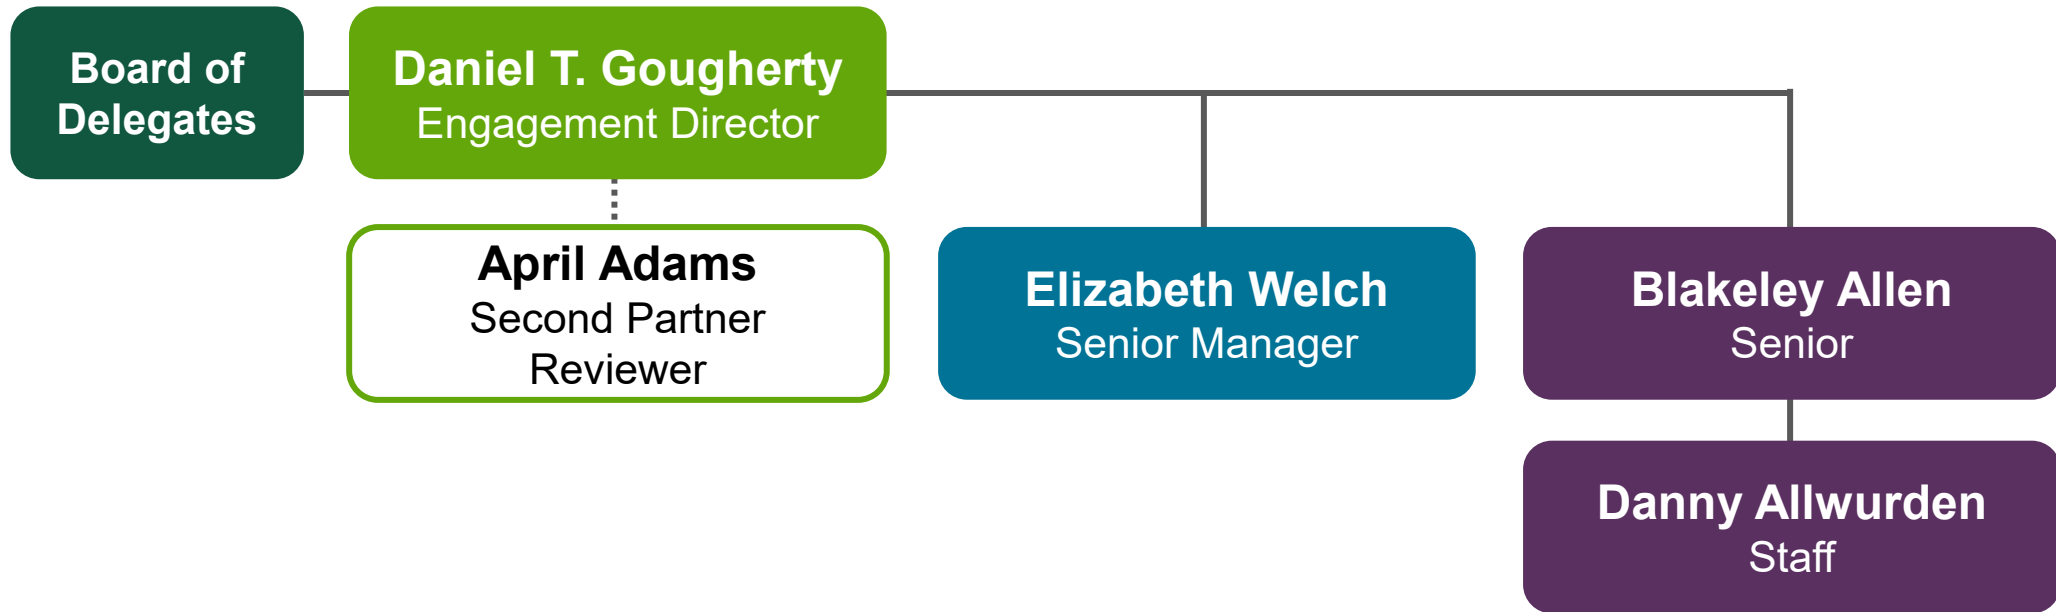 Board of
Delegates
Daniel T. Gougherty
Engagement Director
April Adams
Second Partner
Reviewer
Elizabeth Welch
Senior Manager
Blakeley Allen
Senior
Danny Allwurden
Staff